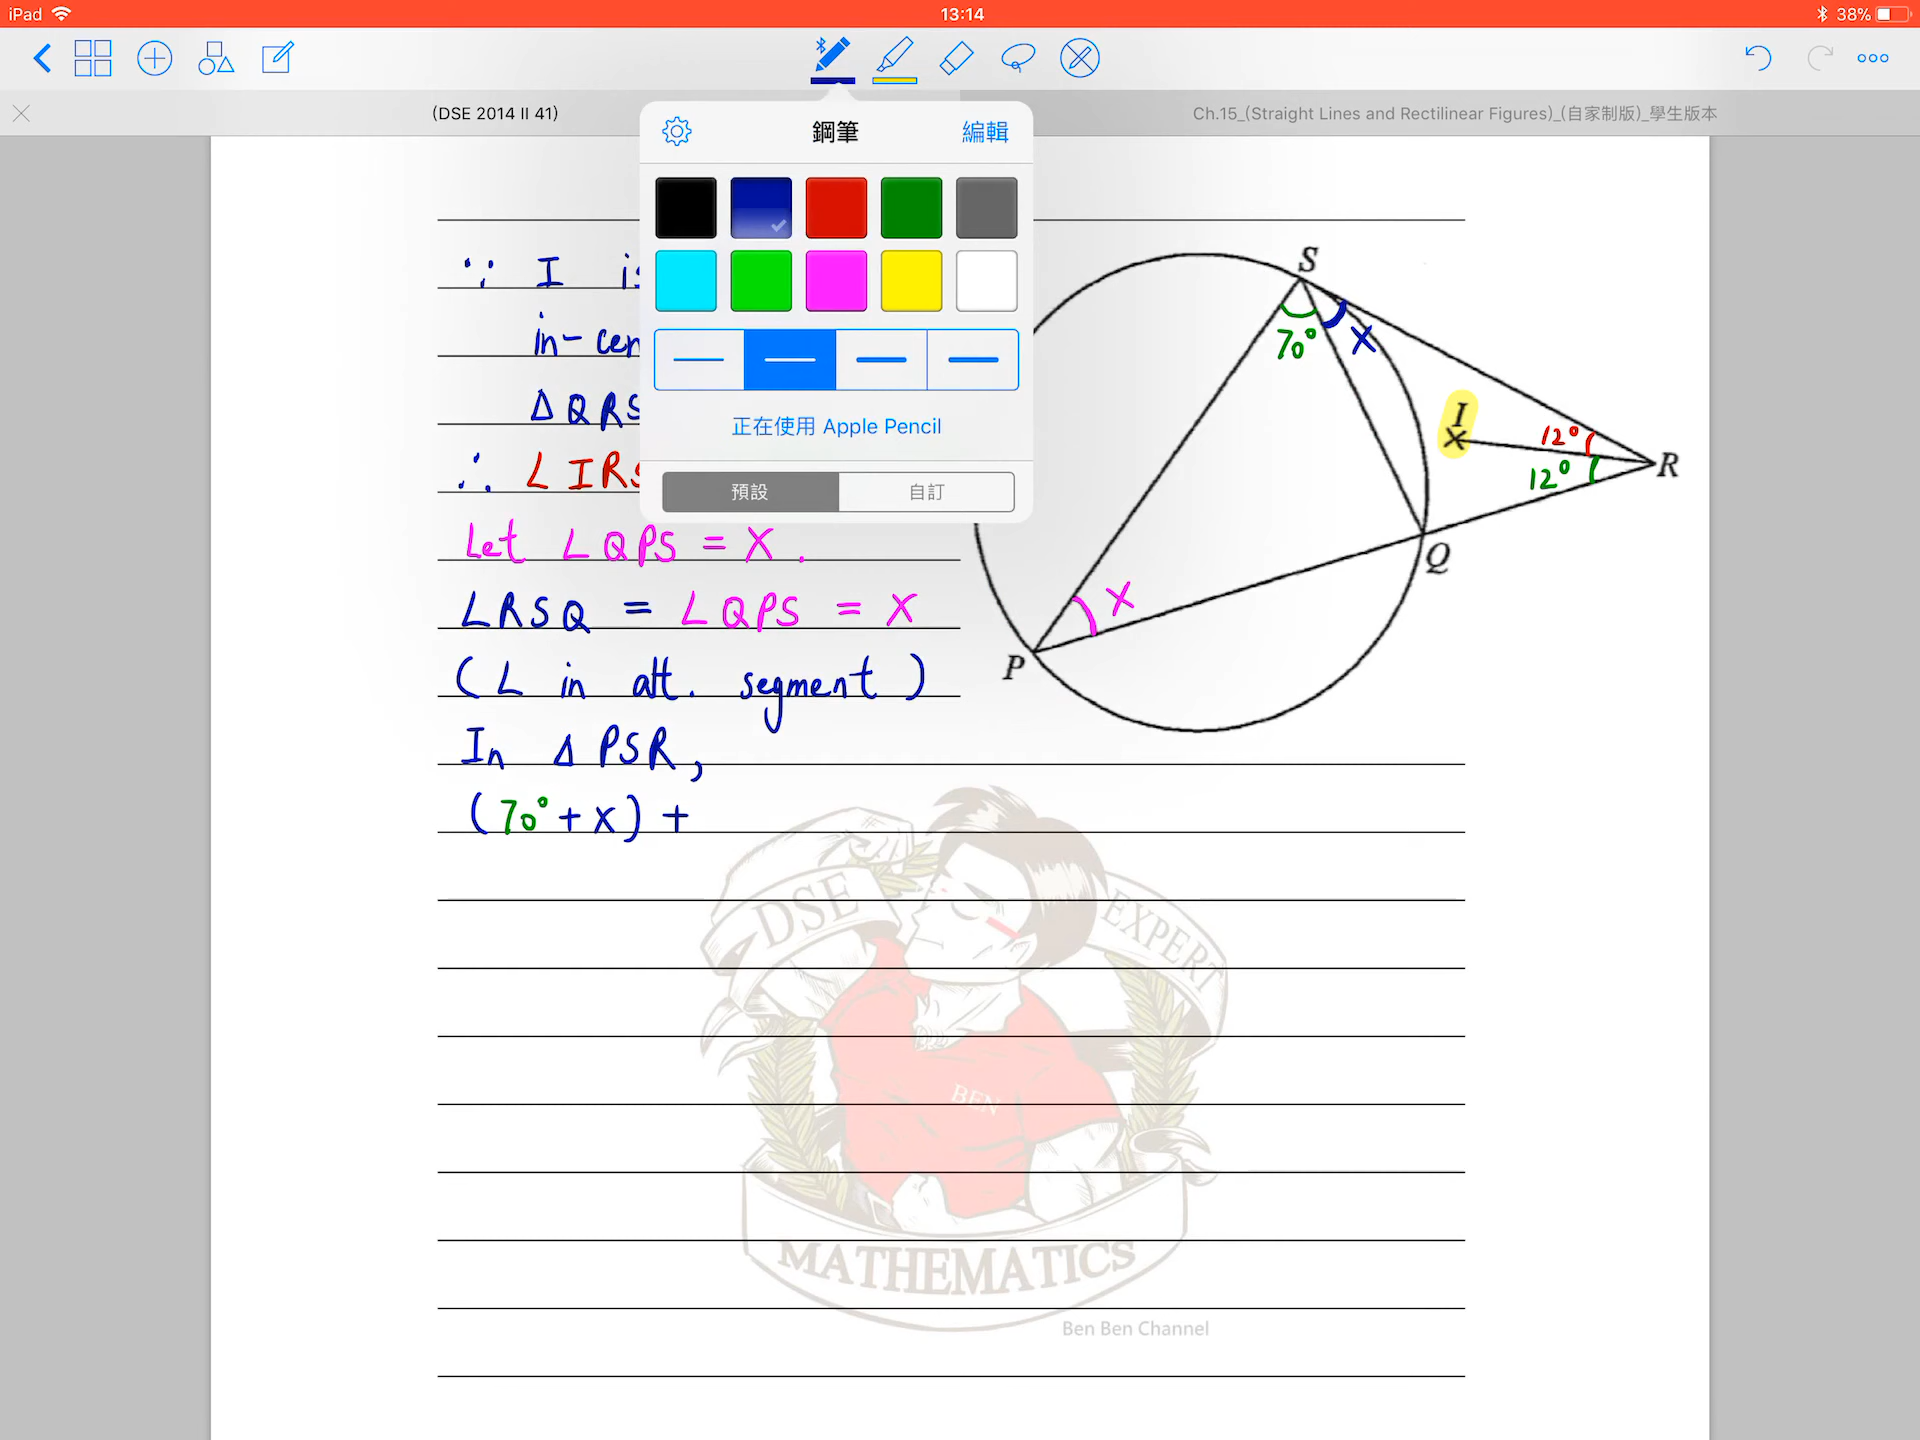 iPad 13:14 38%
(DSE 2014 II 41) Ch.15_(Straight Lines and Rectilinear Figures)_(自家制版)_學生版本
鋼筆 編輯
正在使用 Apple Pencil
預設 自訂
∵ I is
in-cen
Δ QRS
∴ ∠ IRS
Let ∠ QPS = x .
∠RSQ = ∠QPS = x
(∠ in alt. segment )
In Δ PSR,
(70° + x) +
S
70° x
I
12°
12°
R
Q
x
P
DSE EXPERT
BEN
MATHEMATICS
Ben Ben Channel